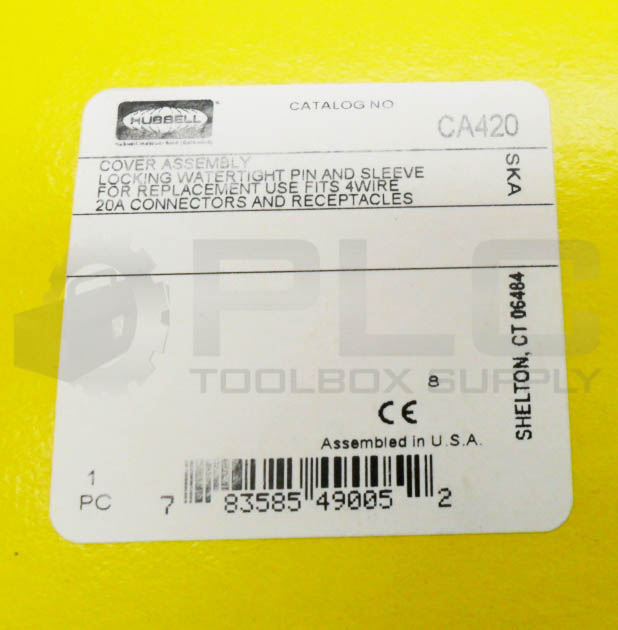 HUBBELL
CATALOG NO
CA420
COVER ASSEMBLY
LOCKING WATERTIGHT PIN AND SLEEVE
FOR REPLACEMENT USE FITS 4WIRE
20A CONNECTORS AND RECEPTACLES
SKA
PLC
TOOLBOX SUPPLY
SHELTON, CT 06484
8
CE
Assembled in U.S.A.
1
PC
7 83585 49005 2